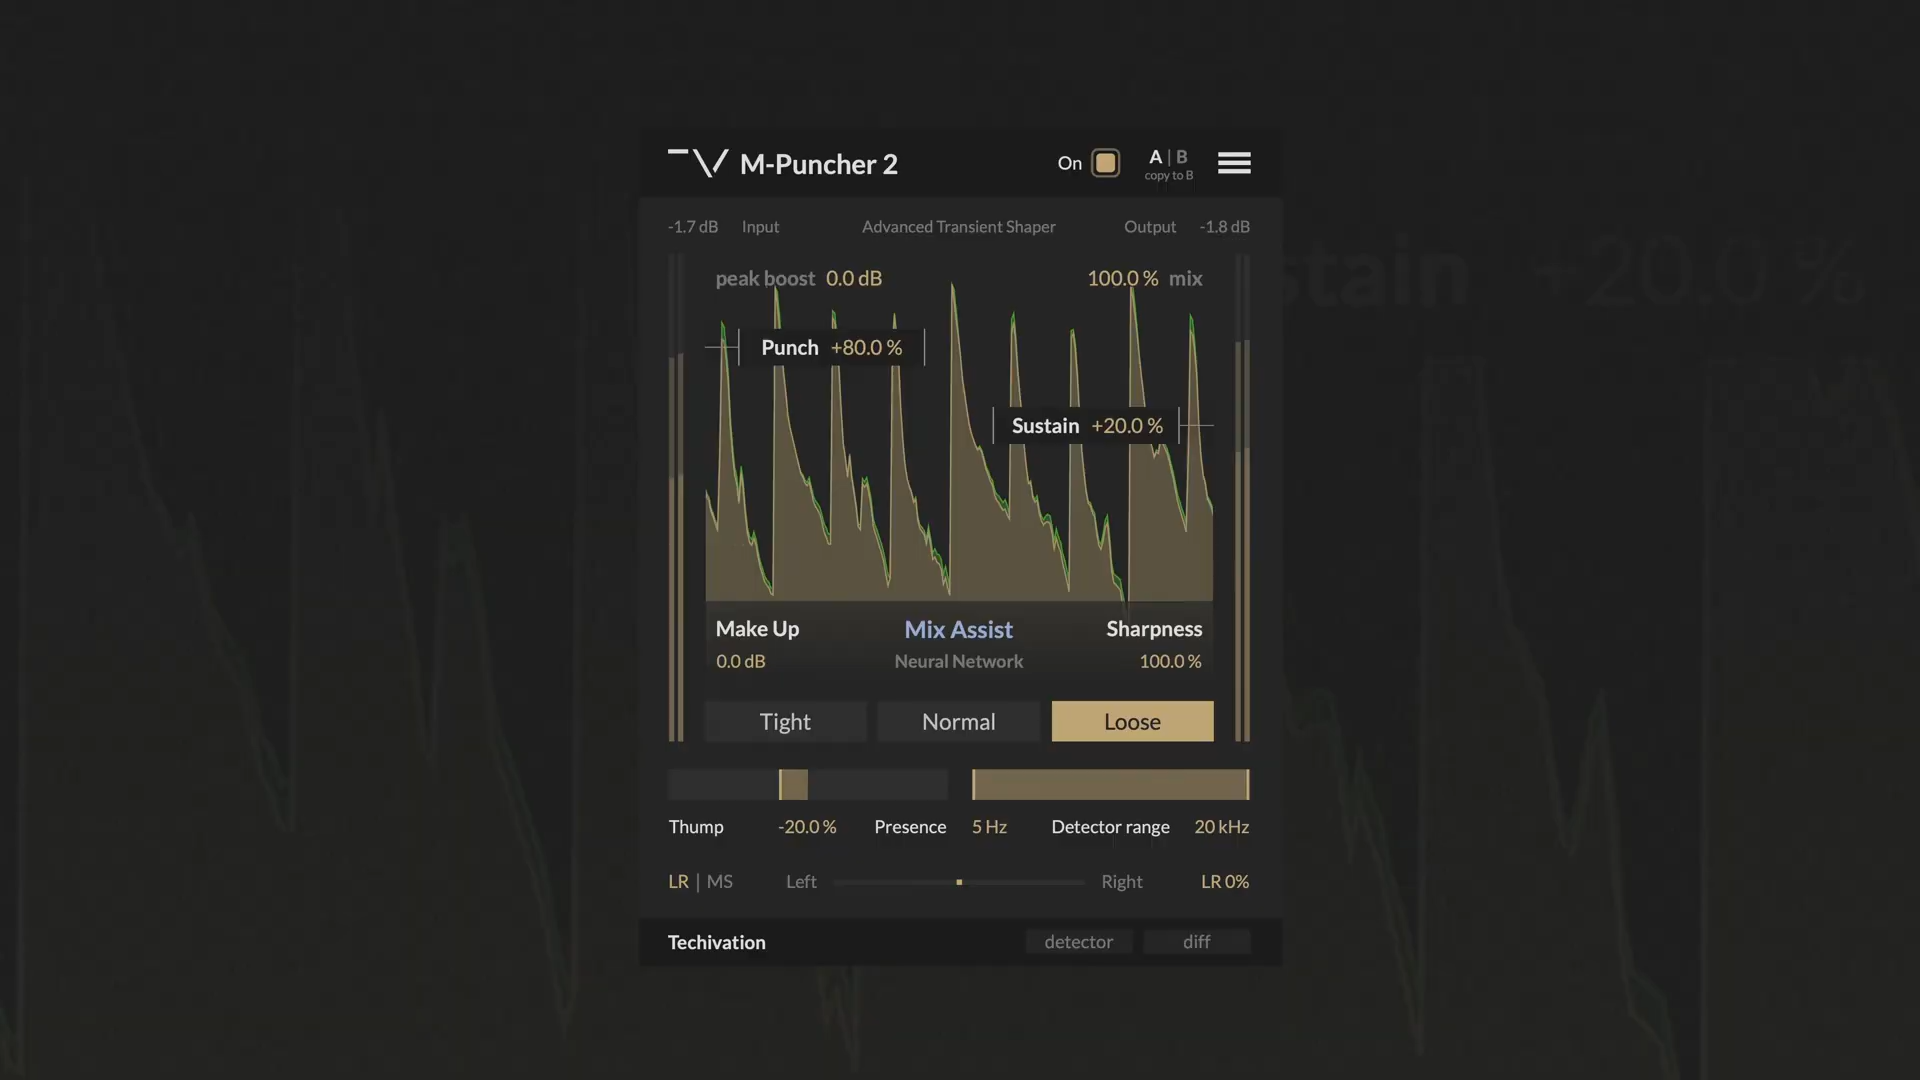 M-Puncher 2 On A | B
copy to B
-1.7 dB Input Advanced Transient Shaper Output -1.8 dB
peak boost 0.0 dB 100.0 % mix
Punch +80.0 %
Sustain +20.0 %
Make Up Mix Assist Sharpness
0.0 dB Neural Network 100.0 %
Tight Normal Loose
Thump -20.0 % Presence 5 Hz Detector range 20 kHz
LR | MS Left Right LR 0%
Techivation detector diff
stain +20.0 %